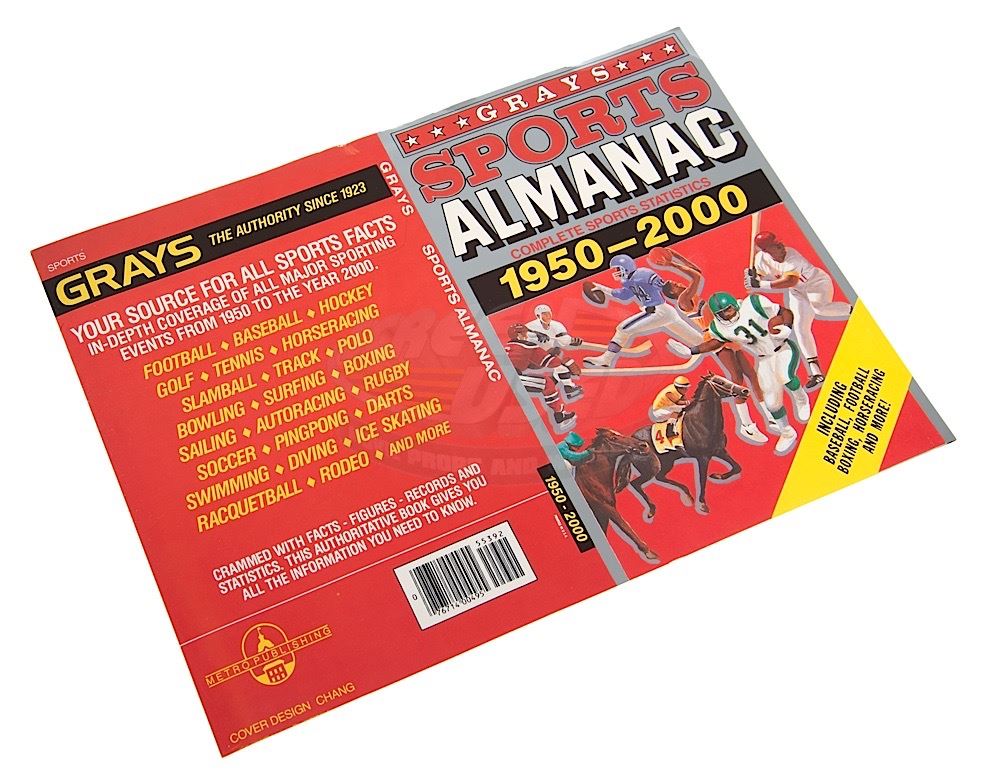 SPORTS
GRAYS THE AUTHORITY SINCE 1923
YOUR SOURCE FOR ALL SPORTS FACTS
IN-DEPTH COVERAGE OF ALL MAJOR SPORTING
EVENTS FROM 1950 TO THE YEAR 2000.
FOOTBALL ♦ BASEBALL ♦ HOCKEY
GOLF ♦ TENNIS ♦ HORSERACING
SLAMBALL ♦ TRACK ♦ POLO
BOWLING ♦ SURFING ♦ BOXING
SAILING ♦ AUTORACING ♦ RUGBY
SOCCER ♦ PINGPONG ♦ DARTS
SWIMMING ♦ DIVING ♦ ICE SKATING
RACQUETBALL ♦ RODEO ♦ AND MORE
CRAMMED WITH FACTS - FIGURES - RECORDS AND
STATISTICS. THIS AUTHORITATIVE BOOK GIVES YOU
ALL THE INFORMATION YOU NEED TO KNOW.
55392
0 76714 00495
METRO PUBLISHING
COVER DESIGN CHANG
GRAYS SPORTS ALMANAC 1950 - 2000
★ ★ ★ GRAYS ★ ★ ★
SPORTS
ALMANAC
COMPLETE SPORTS STATISTICS
1950-2000
31
4
INCLUDING
BASEBALL, FOOTBALL
BOXING, HORSERACING
AND MORE!